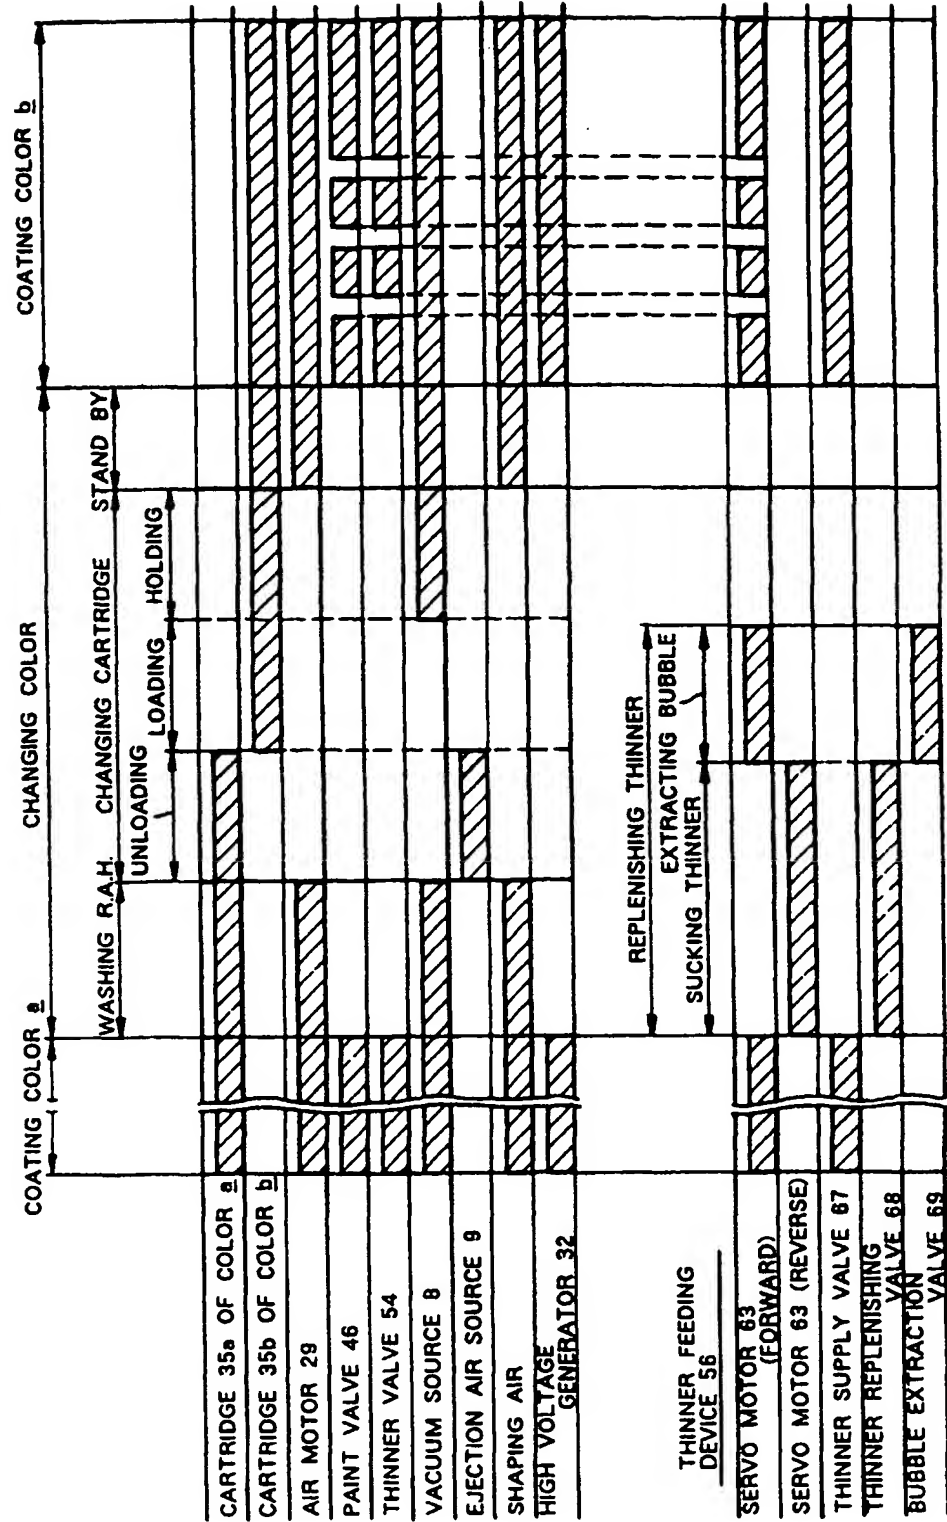 COATING COLOR a
CHANGING COLOR
COATING COLOR b
WASHING R.A.H.
CHANGING CARTRIDGE
STAND BY
UNLOADING
LOADING
HOLDING
CARTRIDGE 35a OF COLOR a
CARTRIDGE 35b OF COLOR b
AIR MOTOR 29
PAINT VALVE 46
THINNER VALVE 54
VACUUM SOURCE 8
EJECTION AIR SOURCE 9
SHAPING AIR
HIGH VOLTAGE
GENERATOR 32
REPLENISHING THINNER
EXTRACTING BUBBLE
SUCKING THINNER
THINNER FEEDING
DEVICE 56
SERVO MOTOR 63
(FORWARD)
SERVO MOTOR 63 (REVERSE)
THINNER SUPPLY VALVE 67
THINNER REPLENISHING
VALVE 68
BUBBLE EXTRACTION
VALVE 69